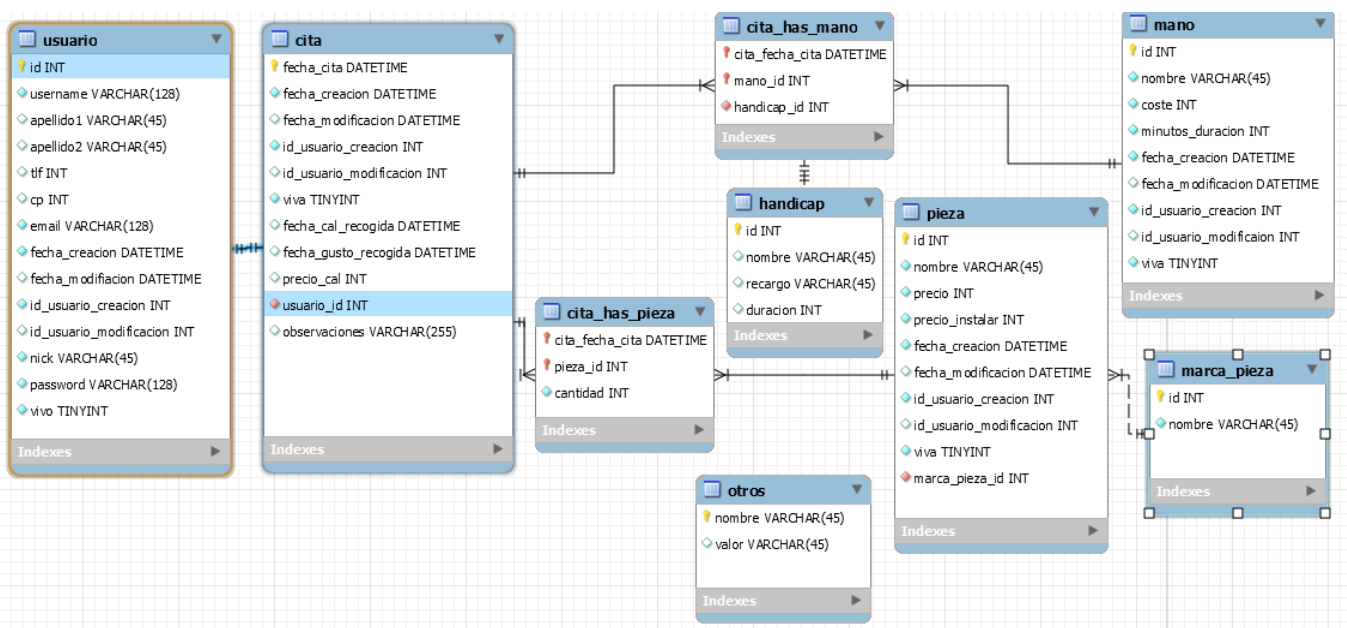 usuario
id INT
username VARCHAR(128)
apellido1 VARCHAR(45)
apellido2 VARCHAR(45)
tlf INT
cp INT
email VARCHAR(128)
fecha_creacion DATETIME
fecha_modifiacion DATETIME
id_usuario_creacion INT
id_usuario_modificacion INT
nick VARCHAR(45)
password VARCHAR(128)
vivo TINYINT
Indexes
cita
fecha_cita DATETIME
fecha_creacion DATETIME
fecha_modificacion DATETIME
id_usuario_creacion INT
id_usuario_modificacion INT
viva TINYINT
fecha_cal_recogida DATETIME
fecha_gusto_recogida DATETIME
precio_cal INT
usuario_id INT
observaciones VARCHAR(255)
Indexes
cita_has_mano
cita_fecha_cita DATETIME
mano_id INT
handicap_id INT
Indexes
mano
id INT
nombre VARCHAR(45)
coste INT
minutos_duracion INT
fecha_creacion DATETIME
fecha_modificacion DATETIME
id_usuario_creacion INT
id_usuario_modificaion INT
viva TINYINT
Indexes
handicap
id INT
nombre VARCHAR(45)
recargo VARCHAR(45)
duracion INT
Indexes
pieza
id INT
nombre VARCHAR(45)
precio INT
precio_instalar INT
fecha_creacion DATETIME
fecha_modificacion DATETIME
id_usuario_creacion INT
id_usuario_modificacion INT
viva TINYINT
marca_pieza_id INT
Indexes
cita_has_pieza
cita_fecha_cita DATETIME
pieza_id INT
cantidad INT
Indexes
marca_pieza
id INT
nombre VARCHAR(45)
Indexes
otros
nombre VARCHAR(45)
valor VARCHAR(45)
Indexes